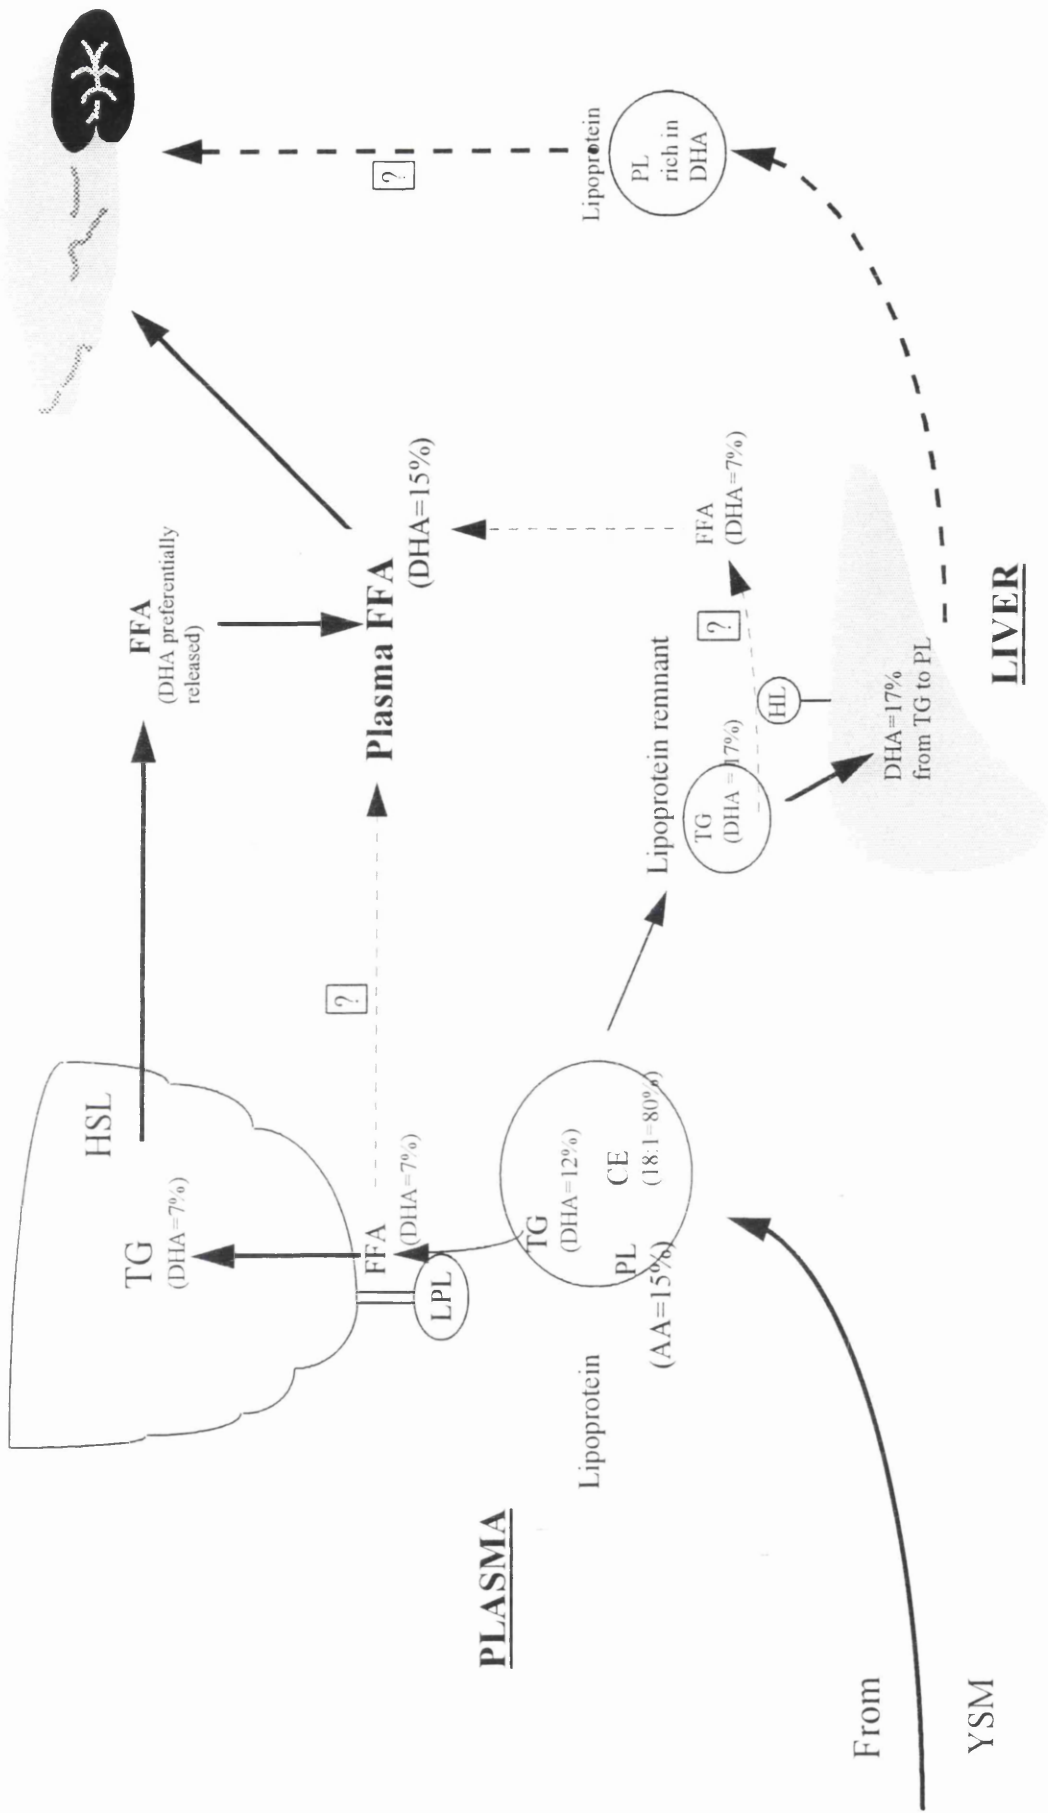 HSL
TG
(DHA=7%)
FFA
(DHA preferentially
released)
?
FFA
(DHA=7%)
LPL
Plasma FFA
(DHA=15%)
PLASMA
Lipoprotein
TG
(DHA=12%)
PL
(AA=15%)
CE
(18:1=80%)
Lipoprotein remnant
TG
(DHA = 17%)
?
HL
FFA
(DHA=7%)
?
Lipoprotein
PL
rich in
DHA
DHA=17%
from TG to PL
LIVER
From
YSM